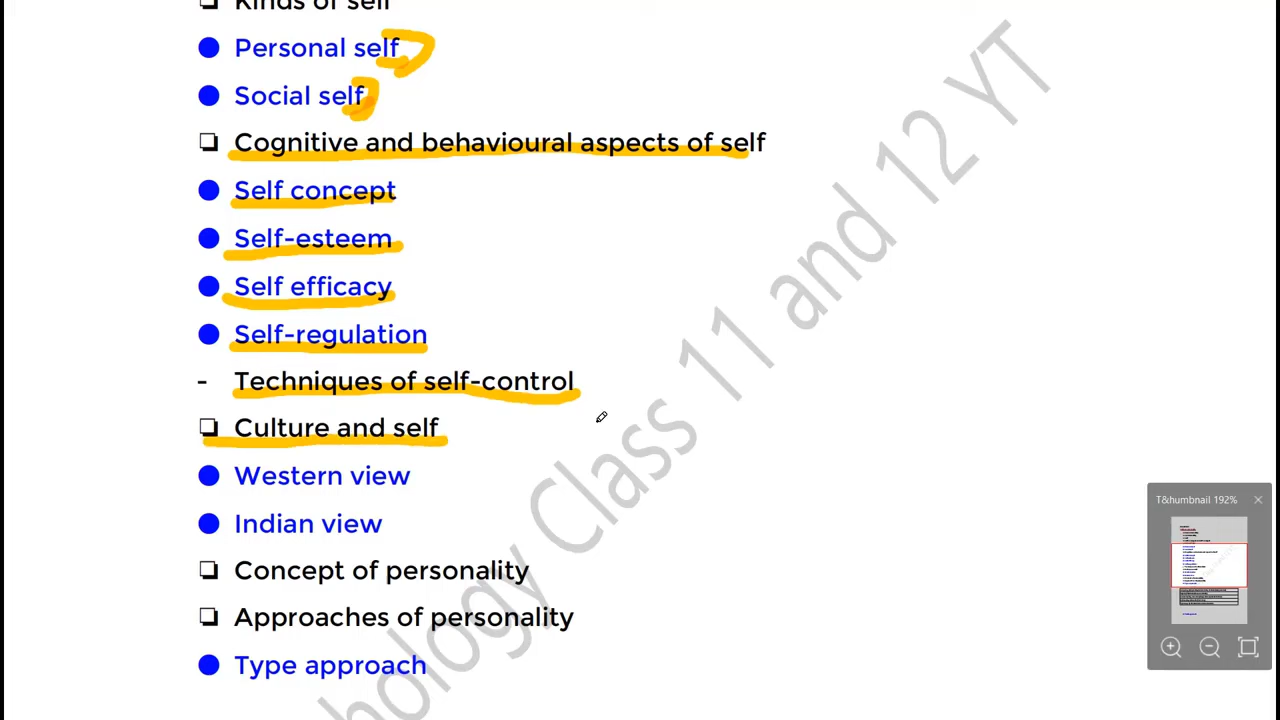 ❑ Kinds of self
● Personal self
● Social self
❑ Cognitive and behavioural aspects of self
● Self concept
● Self-esteem
● Self efficacy
● Self-regulation
- Techniques of self-control
❑ Culture and self
● Western view
● Indian view
❑ Concept of personality
❑ Approaches of personality
● Type approach
hology Class 11 and 12 YT
T&humbnail 192%